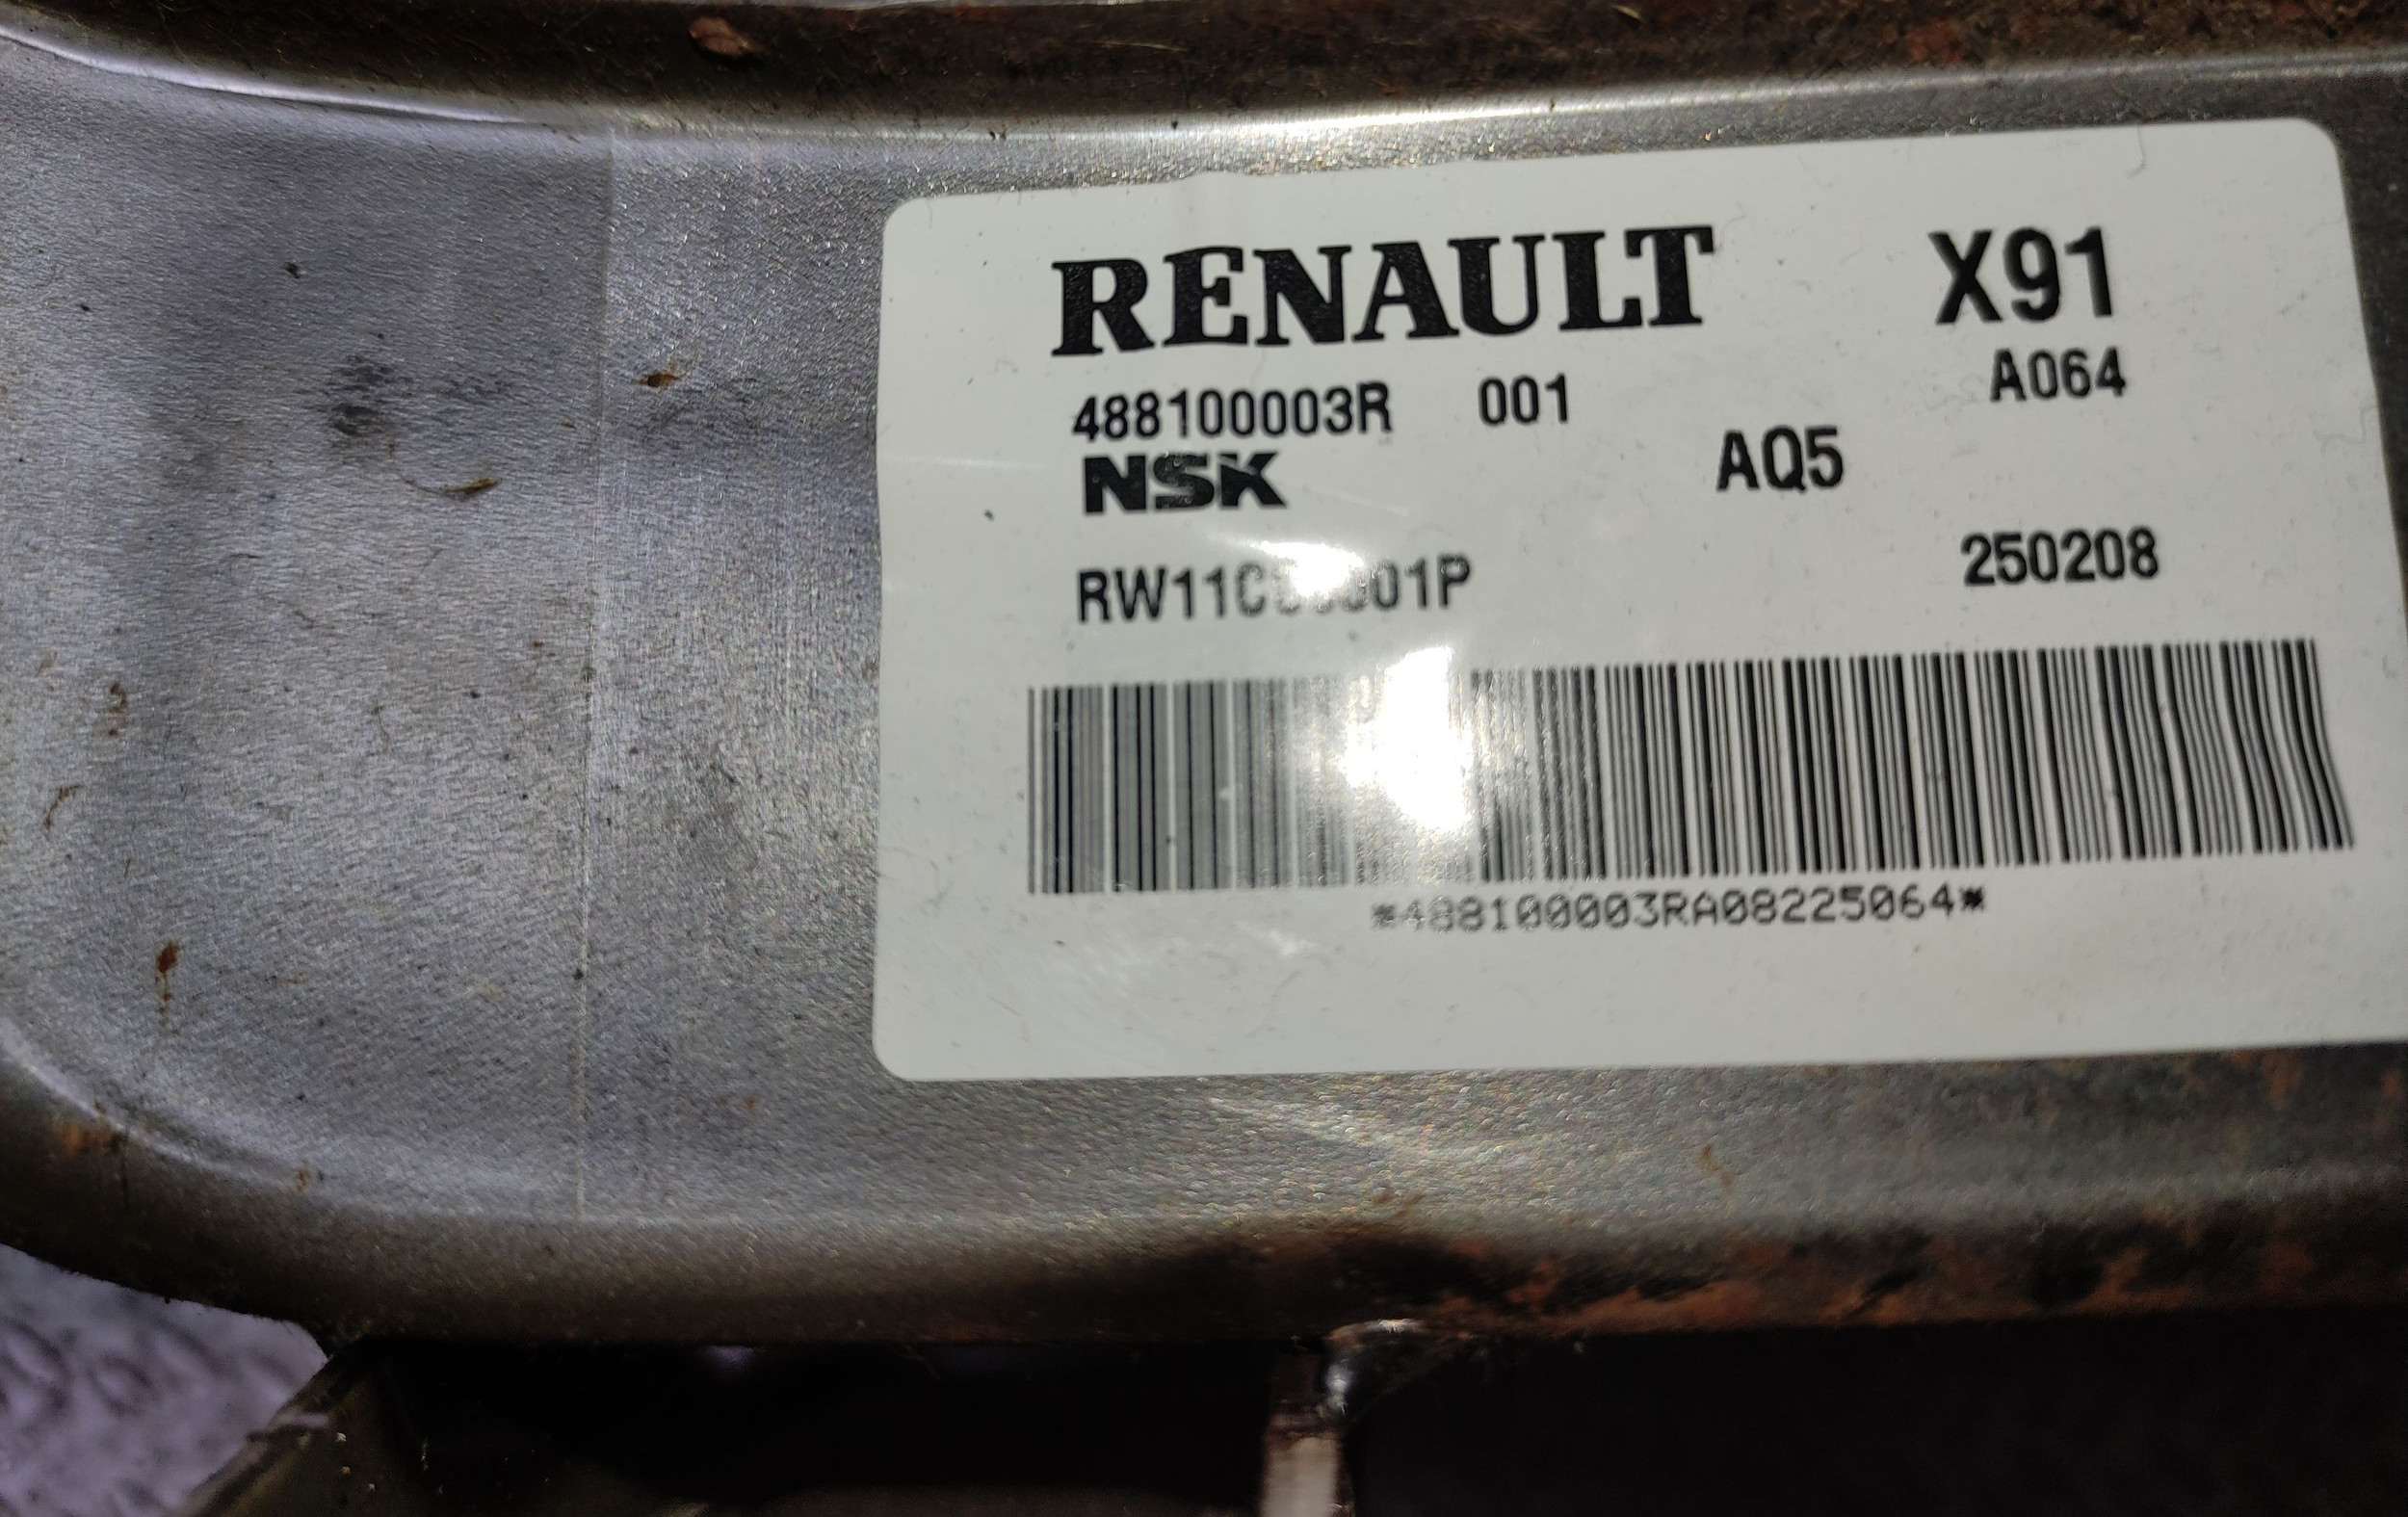 RENAULT X91
488100003R 001 A064
NSK AQ5
250208
*488100003RA08225064*